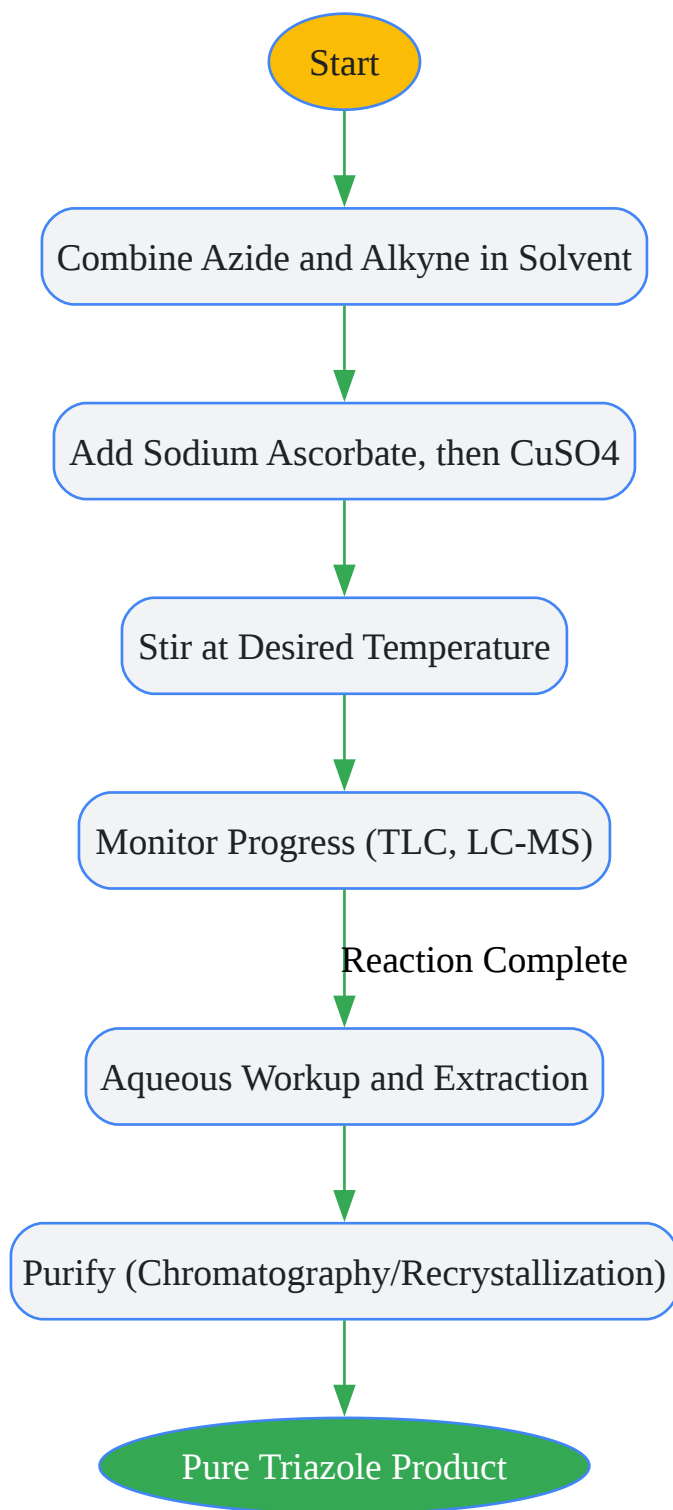 Start
Combine Azide and Alkyne in Solvent
Add Sodium Ascorbate, then CuSO4
Stir at Desired Temperature
Monitor Progress (TLC, LC-MS)
Reaction Complete
Aqueous Workup and Extraction
Purify (Chromatography/Recrystallization)
Pure Triazole Product